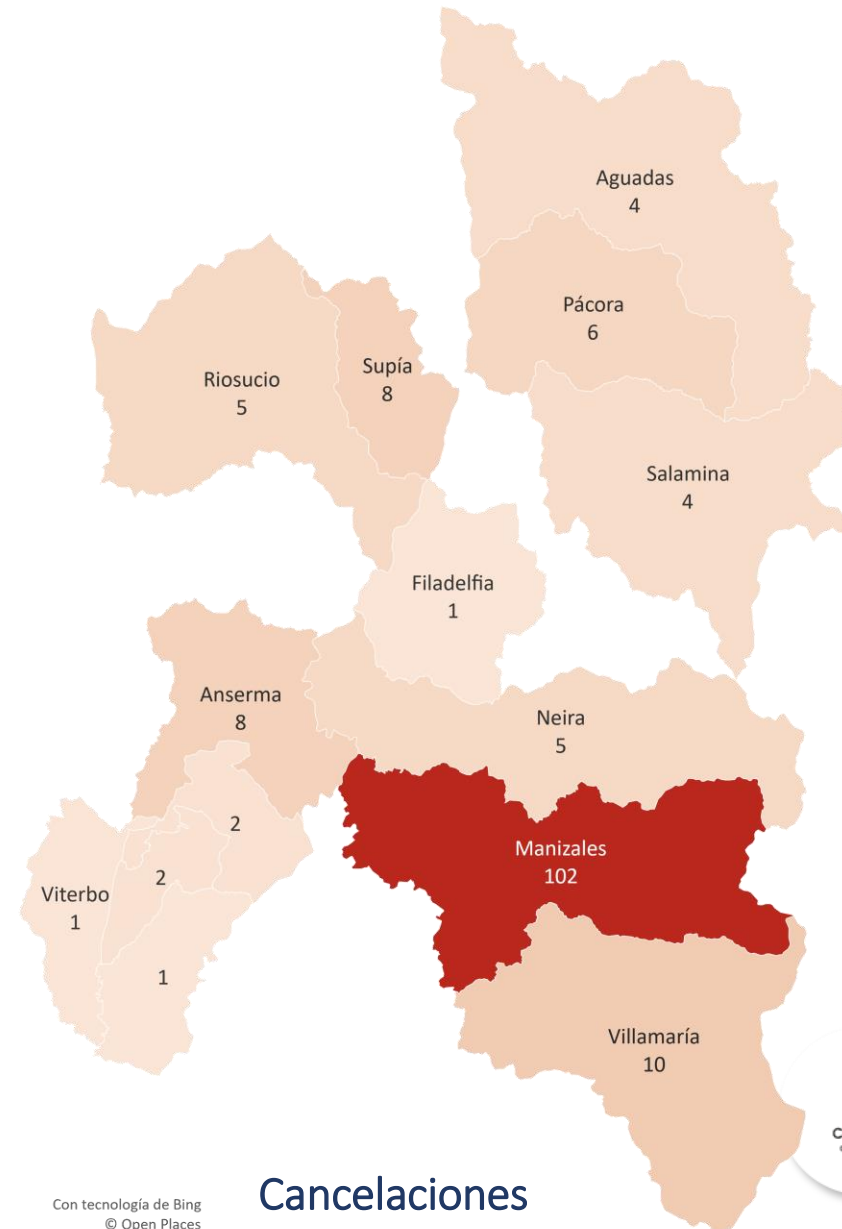 Aguadas
4
Pácora
6
Riosucio
5
Supía
8
Salamina
4
Filadelfia
1
Anserma
8
Neira
5
2
Manizales
102
2
Viterbo
1
1
Villamaría
10
Cancelaciones
Con tecnología de Bing
© Open Places